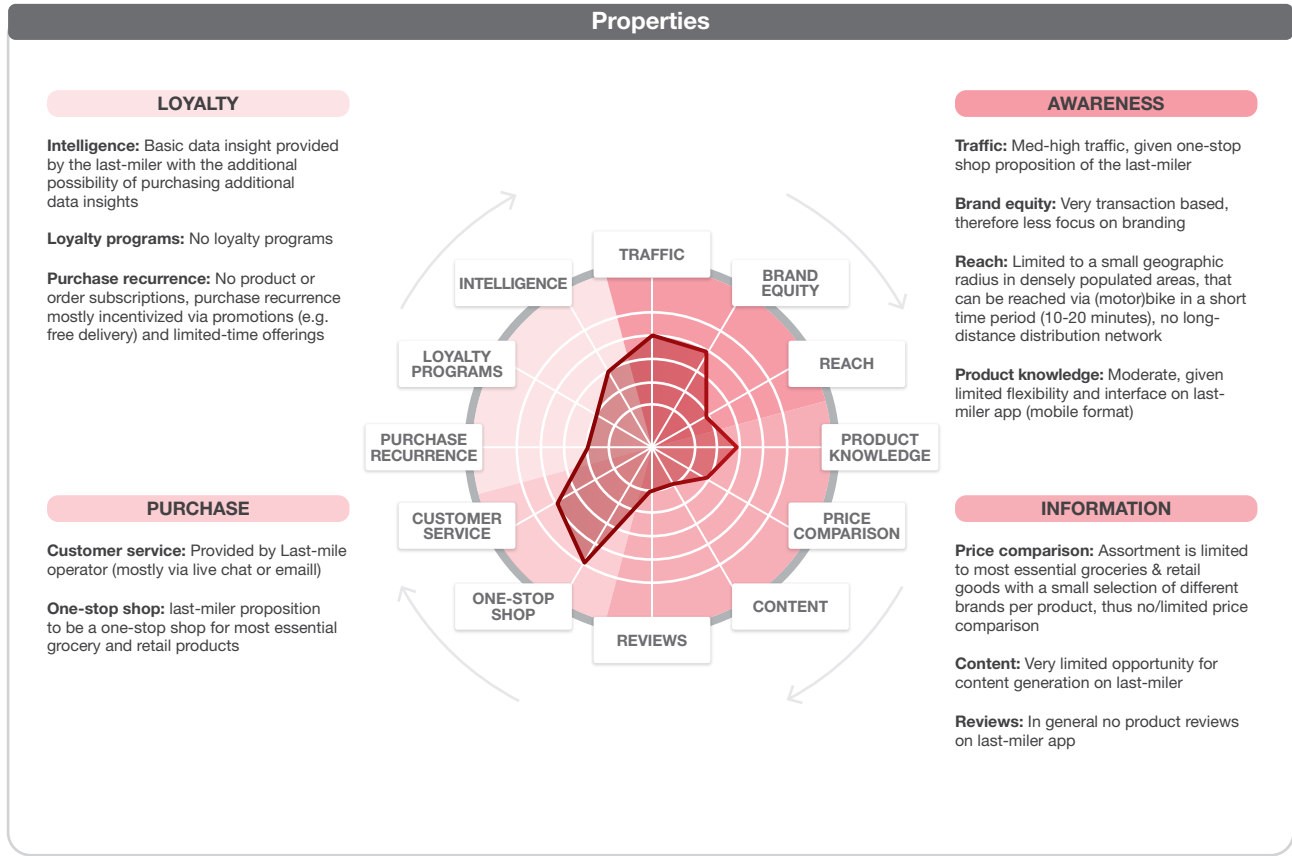 Properties
LOYALTY
Intelligence: Basic data insight provided
by the last-miler with the additional
possibility of purchasing additional
data insights
Loyalty programs: No loyalty programs
Purchase recurrence: No product or
order subscriptions, purchase recurrence
mostly incentivized via promotions (e.g.
free delivery) and limited-time offerings
PURCHASE
Customer service: Provided by Last-mile
operator (mostly via live chat or emaill)
One-stop shop: last-miler proposition
to be a one-stop shop for most essential
grocery and retail products
TRAFFIC
BRAND
EQUITY
REACH
PRODUCT
KNOWLEDGE
PRICE
COMPARISON
CONTENT
REVIEWS
ONE-STOP
SHOP
CUSTOMER
SERVICE
PURCHASE
RECURRENCE
LOYALTY
PROGRAMS
INTELLIGENCE
AWARENESS
Traffic: Med-high traffic, given one-stop
shop proposition of the last-miler
Brand equity: Very transaction based,
therefore less focus on branding
Reach: Limited to a small geographic
radius in densely populated areas, that
can be reached via (motor)bike in a short
time period (10-20 minutes), no long-
distance distribution network
Product knowledge: Moderate, given
limited flexibility and interface on last-
miler app (mobile format)
INFORMATION
Price comparison: Assortment is limited
to most essential groceries & retail
goods with a small selection of different
brands per product, thus no/limited price
comparison
Content: Very limited opportunity for
content generation on last-miler
Reviews: In general no product reviews
on last-miler app